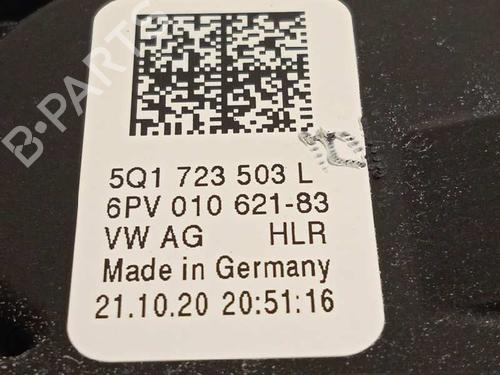 B-PARTS
5Q1 723 503 L
6PV 010 621-83
VW AG HLR
Made in Germany
21.10.20 20:51:16